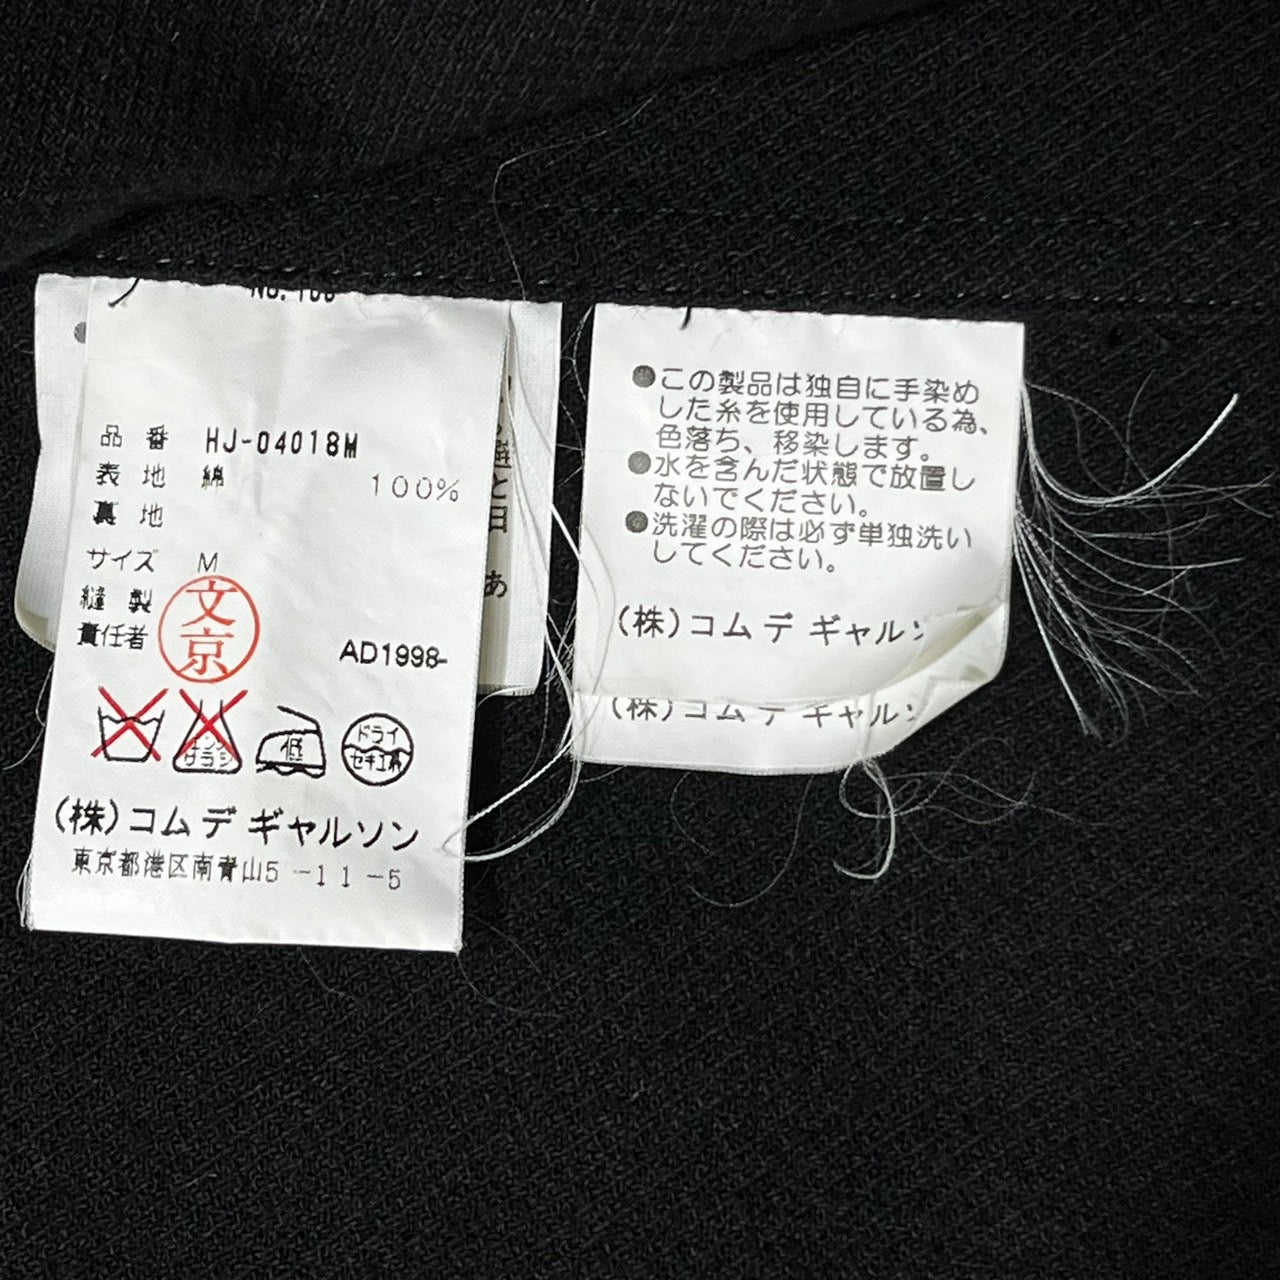 品番 HJ-04018M
表地 綿 100%
裏地
サイズ M
縫製
責任者
文京
AD1998-
ドライ
セキユ系
(株)コム デ ギャルソン
東京都港区南青山5-11-5
●この製品は独自に手染め
した糸を使用している為、
色落ち、移染します。
●水を含んだ状態で放置し
ないでください。
●洗濯の際は必ず単独洗い
してください。
(株)コム デ ギャルソ
(株)コム デ ギャル